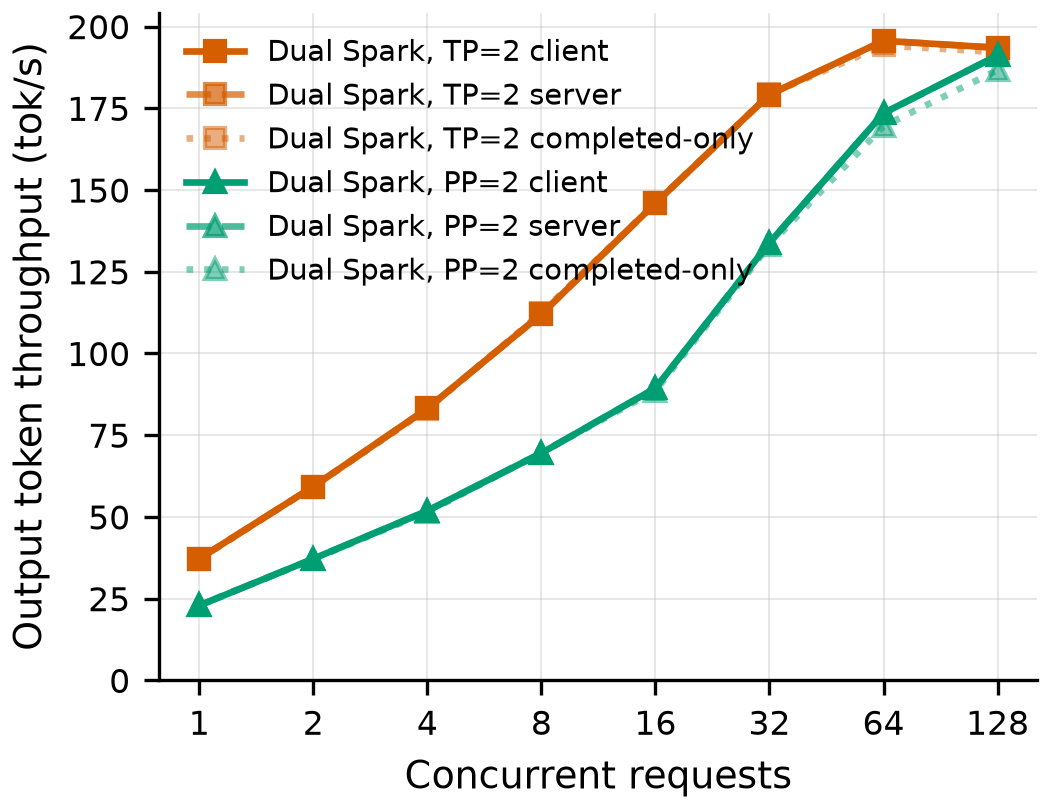 Output token throughput (tok/s)
200
175
150
125
100
75
50
25
0
Dual Spark, TP=2 client
Dual Spark, TP=2 server
Dual Spark, TP=2 completed-only
Dual Spark, PP=2 client
Dual Spark, PP=2 server
Dual Spark, PP=2 completed-only
1 2 4 8 16 32 64 128
Concurrent requests